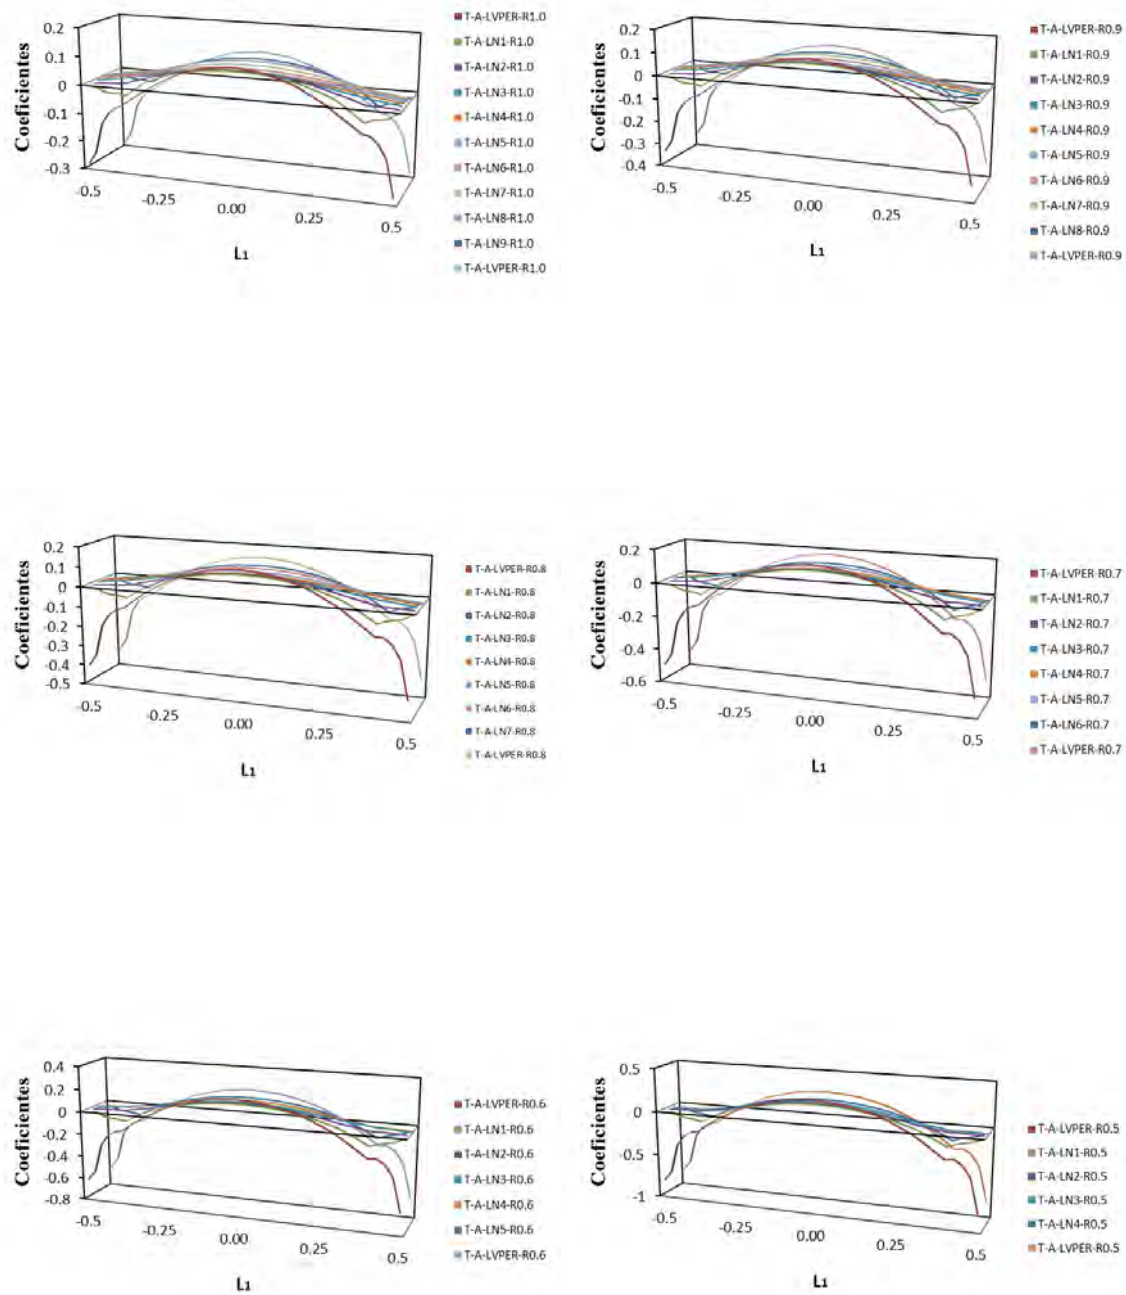 Coeficientes
0.2
0.1
0
-0.1
-0.2
-0.3
-0.5
-0.25
0.00
0.25
0.5
L1
T-A-LVPER-R1.0
T-A-LN1-R1.0
T-A-LN2-R1.0
T-A-LN3-R1.0
T-A-LN4-R1.0
T-A-LN5-R1.0
T-A-LN6-R1.0
T-A-LN7-R1.0
T-A-LN8-R1.0
T-A-LN9-R1.0
T-A-LVPER-R1.0
Coeficientes
0.2
0.1
0
-0.1
-0.2
-0.3
-0.4
-0.5
-0.25
0.00
0.25
0.5
L1
T-A-LVPER-R0.9
T-A-LN1-R0.9
T-A-LN2-R0.9
T-A-LN3-R0.9
T-A-LN4-R0.9
T-A-LN5-R0.9
T-A-LN6-R0.9
T-A-LN7-R0.9
T-A-LN8-R0.9
T-A-LVPER-R0.9
Coeficientes
0.2
0.1
0
-0.1
-0.2
-0.3
-0.4
-0.5
-0.5
-0.25
0.00
0.25
0.5
L1
T-A-LVPER-R0.8
T-A-LN1-R0.8
T-A-LN2-R0.8
T-A-LN3-R0.8
T-A-LN4-R0.8
T-A-LN5-R0.8
T-A-LN6-R0.8
T-A-LN7-R0.8
T-A-LVPER-R0.8
Coeficientes
0.2
0
-0.2
-0.4
-0.6
-0.5
-0.25
0.00
0.25
0.5
L1
T-A-LVPER-R0.7
T-A-LN1-R0.7
T-A-LN2-R0.7
T-A-LN3-R0.7
T-A-LN4-R0.7
T-A-LN5-R0.7
T-A-LN6-R0.7
T-A-LVPER-R0.7
Coeficientes
0.4
0.2
0
-0.2
-0.4
-0.6
-0.8
-0.5
-0.25
0.00
0.25
0.5
L1
T-A-LVPER-R0.6
T-A-LN1-R0.6
T-A-LN2-R0.6
T-A-LN3-R0.6
T-A-LN4-R0.6
T-A-LN5-R0.6
T-A-LVPER-R0.6
Coeficientes
0.5
0
-0.5
-1
-0.5
-0.25
0.00
0.25
0.5
L1
T-A-LVPER-R0.5
T-A-LN1-R0.5
T-A-LN2-R0.5
T-A-LN3-R0.5
T-A-LN4-R0.5
T-A-LVPER-R0.5